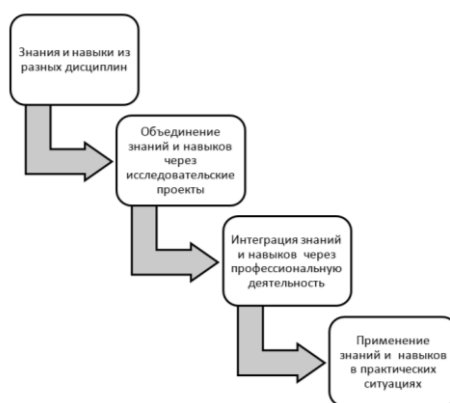 Знания и навыки из
разных дисциплин
Объединение
знаний и навыков
через
исследовательские
проекты
Интеграция знаний
и навыков через
профессиональную
деятельность
Применение
знаний и навыков
в практических
ситуациях